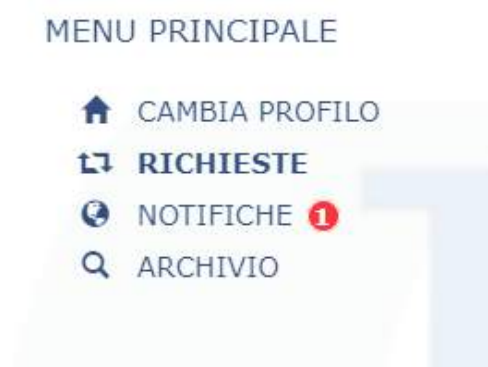 MENU PRINCIPALE
CAMBIA PROFILO
RICHIESTE
NOTIFICHE 1
ARCHIVIO